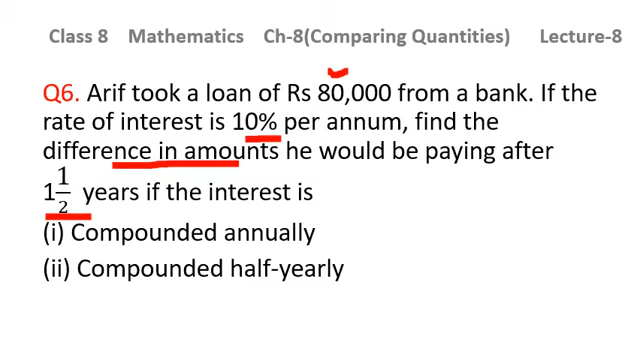 Class 8 Mathematics Ch-8(Comparing Quantities) Lecture-8
Q6. Arif took a loan of Rs 80,000 from a bank. If the
rate of interest is 10% per annum, find the
difference in amounts he would be paying after
1 1/2 years if the interest is
(i) Compounded annually
(ii) Compounded half-yearly